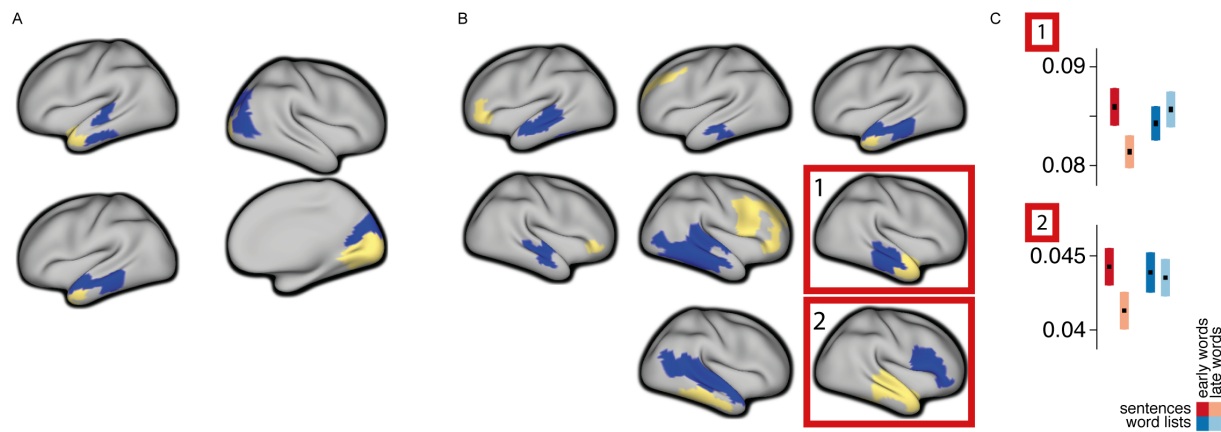 A
B
C
1
0.09
0.08
1
2
0.045
0.04
2
early words
late words
sentences
word lists